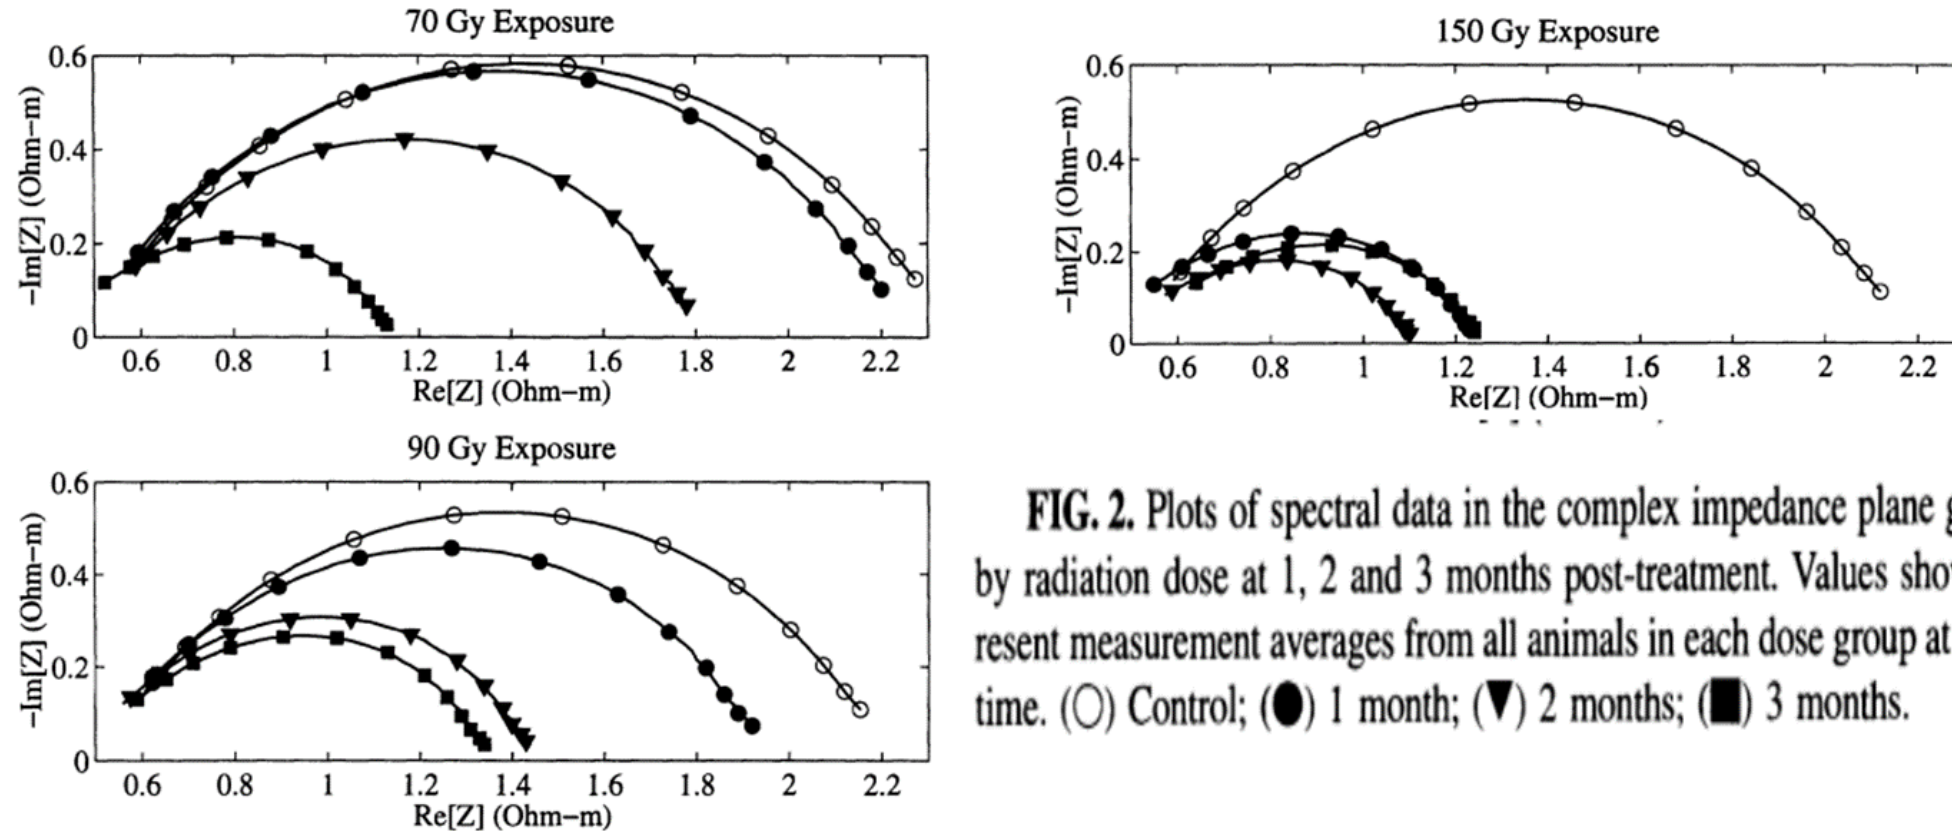 70 Gy Exposure
0.6
0.4
0.2
0
−Im[Z] (Ohm−m)
0.6 0.8 1 1.2 1.4 1.6 1.8 2 2.2
Re[Z] (Ohm−m)
150 Gy Exposure
0.6
0.4
0.2
0
−Im[Z] (Ohm−m)
0.6 0.8 1 1.2 1.4 1.6 1.8 2 2.2
Re[Z] (Ohm−m)
90 Gy Exposure
0.6
0.4
0.2
0
−Im[Z] (Ohm−m)
0.6 0.8 1 1.2 1.4 1.6 1.8 2 2.2
Re[Z] (Ohm−m)
FIG. 2. Plots of spectral data in the complex impedance plane
by radiation dose at 1, 2 and 3 months post-treatment. Values sho
resent measurement averages from all animals in each dose group at
time. (○) Control; (●) 1 month; (▼) 2 months; (■) 3 months.